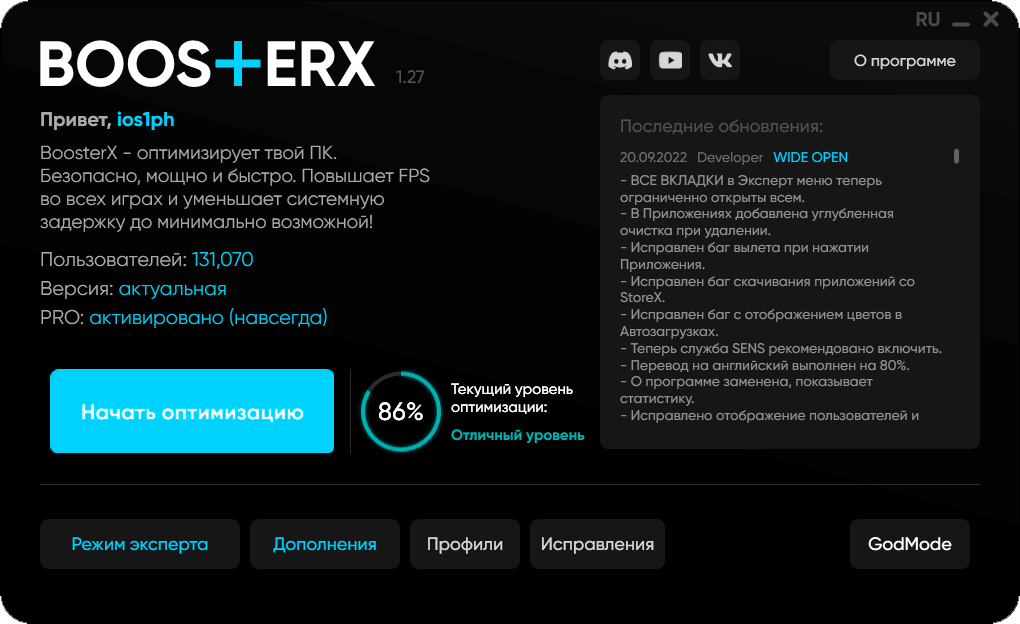 RU
BOOSTERX 1.27
О программе
Привет, ios1ph
BoosterX - оптимизирует твой ПК.
Безопасно, мощно и быстро. Повышает FPS
во всех играх и уменьшает системную
задержку до минимально возможной!
Пользователей: 131,070
Версия: актуальная
PRO: активировано (навсегда)
Последние обновления:
20.09.2022 Developer WIDE OPEN
- ВСЕ ВКЛАДКИ в Эксперт меню теперь
ограниченно открыты всем.
- В Приложениях добавлена углубленная
очистка при удалении.
- Исправлен баг вылета при нажатии
Приложения.
- Исправлен баг скачивания приложений со
StoreX.
- Исправлен баг с отображением цветов в
Автозагрузках.
- Теперь служба SENS рекомендовано включить.
- Перевод на английский выполнен на 80%.
- О программе заменена, показывает
статистику.
- Исправлено отображение пользователей и
Начать оптимизацию
86%
Текущий уровень
оптимизации:
Отличный уровень
Режим эксперта
Дополнения
Профили
Исправления
GodMode